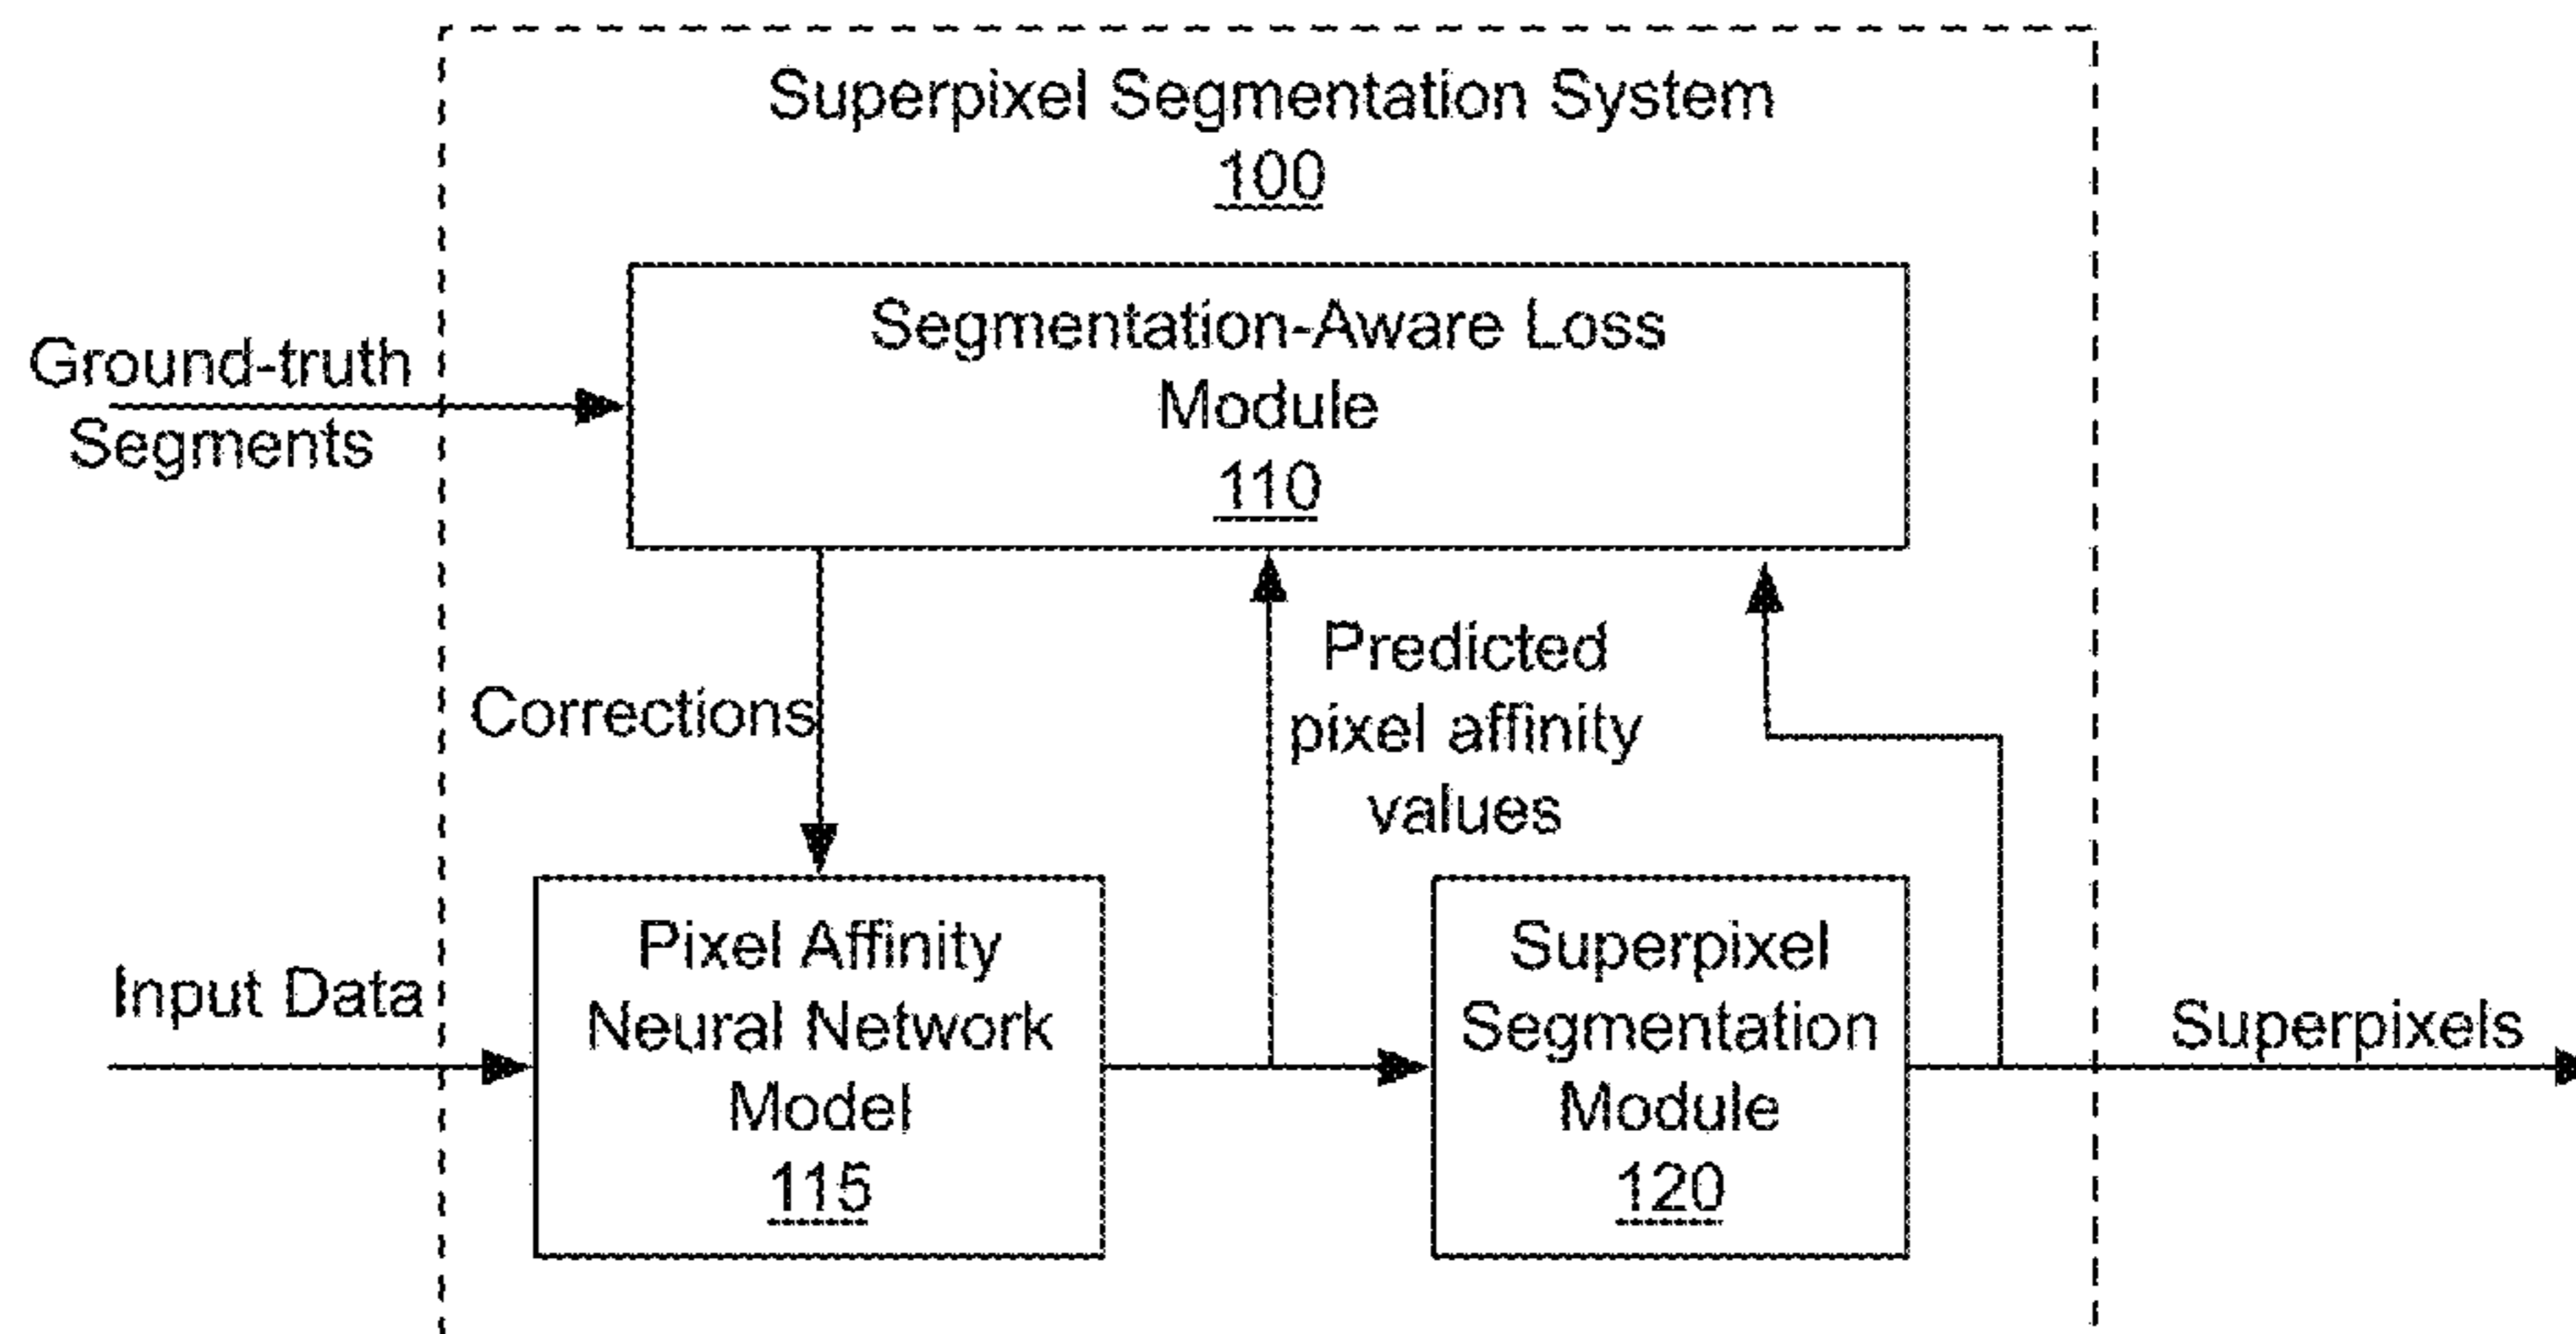 Superpixel Segmentation System
100
Segmentation-Aware Loss
Module
110
Ground-truth
Segments
Corrections
Predicted
pixel affinity
values
Input Data
Pixel Affinity
Neural Network
Model
115
Superpixel
Segmentation
Module
120
Superpixels